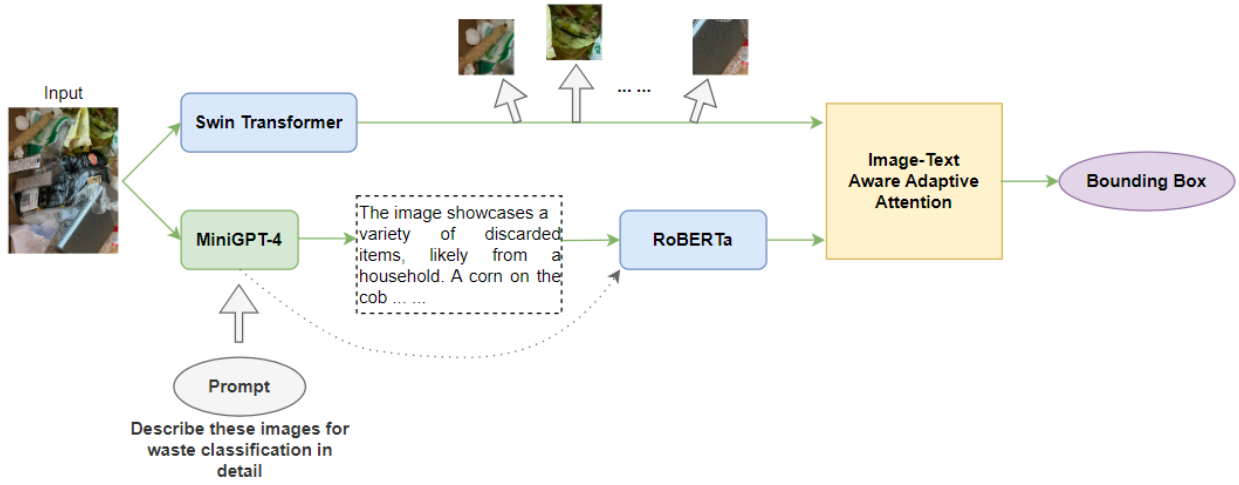 Input
Swin Transformer
... ...
MiniGPT-4
The image showcases a
variety of discarded
items, likely from a
household. A corn on the
cob ... ...
RoBERTa
Image-Text
Aware Adaptive
Attention
Bounding Box
Prompt
Describe these images for
waste classification in
detail